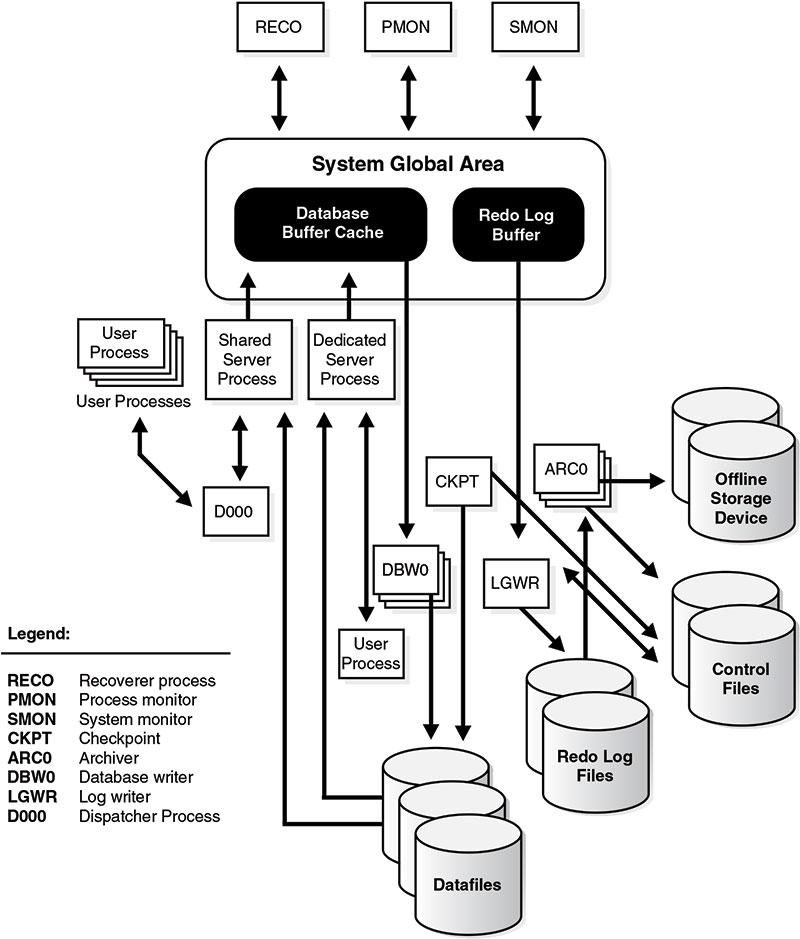 RECO
PMON
SMON
System Global Area
Database
Buffer Cache
Redo Log
Buffer
User
Process
User Processes
Shared
Server
Process
Dedicated
Server
Process
D000
CKPT
ARC0
Offline
Storage
Device
DBW0
LGWR
User
Process
Control
Files
Redo Log
Files
Datafiles
Legend:
RECO Recoverer process
PMON Process monitor
SMON System monitor
CKPT Checkpoint
ARC0 Archiver
DBW0 Database writer
LGWR Log writer
D000 Dispatcher Process